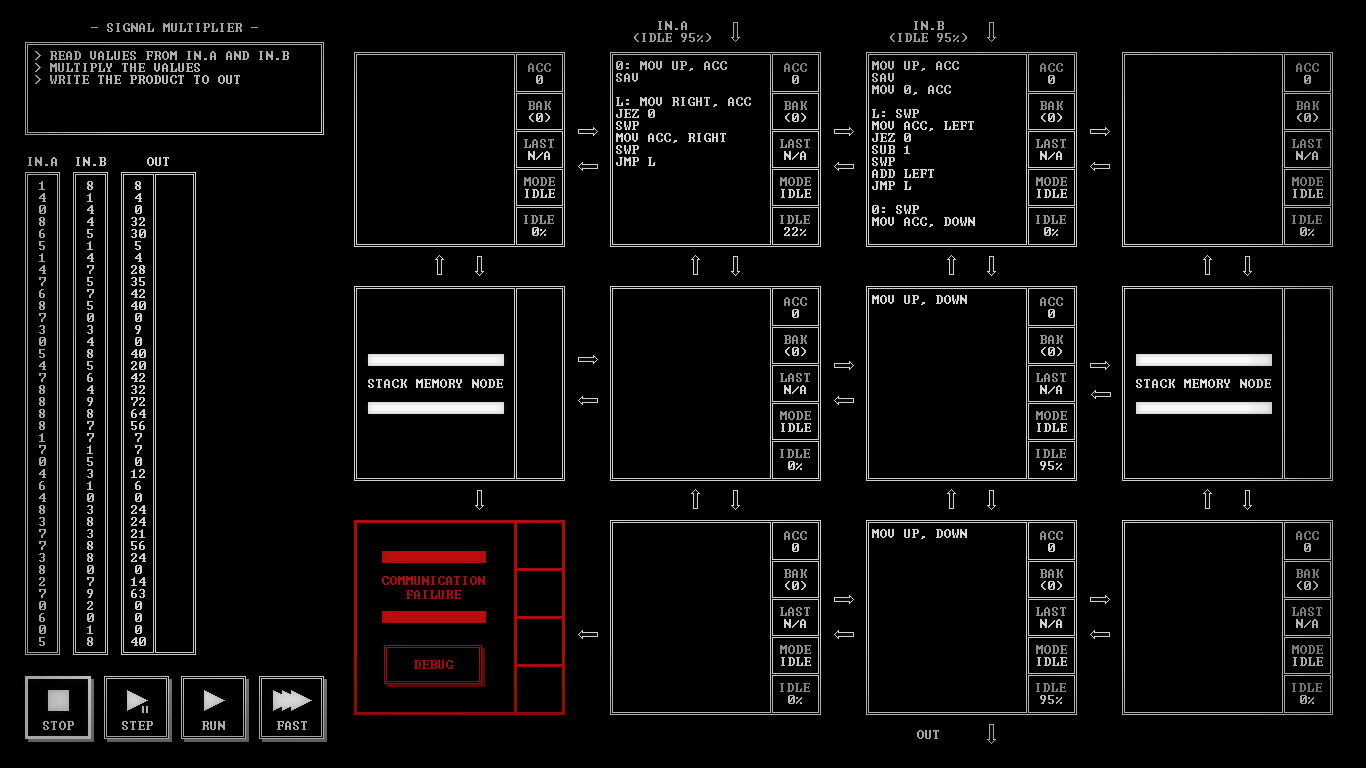 — SIGNAL MULTIPLIER —
> READ VALUES FROM IN.A AND IN.B
> MULTIPLY THE VALUES
> WRITE THE PRODUCT TO OUT
IN.A IN.B OUT
1 8 8
4 1 4
0 4 0
8 4 32
6 5 30
5 1 5
1 4 4
4 7 28
7 5 35
6 7 42
8 5 40
7 0 0
3 3 9
0 4 0
5 8 40
4 5 20
7 6 42
8 4 32
8 9 72
8 8 64
8 7 56
1 7 7
7 1 7
0 5 0
4 3 12
6 1 6
4 0 0
8 3 24
3 8 24
7 3 21
7 8 56
3 8 24
8 0 0
2 7 14
7 9 63
0 2 0
6 0 0
0 1 0
5 8 40
STOP
STEP
RUN
FAST
IN.A
(IDLE 95%)
IN.B
(IDLE 95%)
ACC
0
BAK
(0)
LAST
N/A
MODE
IDLE
IDLE
0%
0: MOV UP, ACC
SAV
L: MOV RIGHT, ACC
JEZ 0
SWP
MOV ACC, RIGHT
SWP
JMP L
ACC
0
BAK
(0)
LAST
N/A
MODE
IDLE
IDLE
22%
MOV UP, ACC
SAV
MOV 0, ACC
L: SWP
MOV ACC, LEFT
JEZ 0
SUB 1
SWP
ADD LEFT
JMP L
0: SWP
MOV ACC, DOWN
ACC
0
BAK
(0)
LAST
N/A
MODE
IDLE
IDLE
0%
ACC
0
BAK
(0)
LAST
N/A
MODE
IDLE
IDLE
0%
STACK MEMORY NODE
ACC
0
BAK
(0)
LAST
N/A
MODE
IDLE
IDLE
0%
MOV UP, DOWN
ACC
0
BAK
(0)
LAST
N/A
MODE
IDLE
IDLE
95%
STACK MEMORY NODE
COMMUNICATION
FAILURE
DEBUG
ACC
0
BAK
(0)
LAST
N/A
MODE
IDLE
IDLE
0%
MOV UP, DOWN
ACC
0
BAK
(0)
LAST
N/A
MODE
IDLE
IDLE
95%
ACC
0
BAK
(0)
LAST
N/A
MODE
IDLE
IDLE
0%
OUT